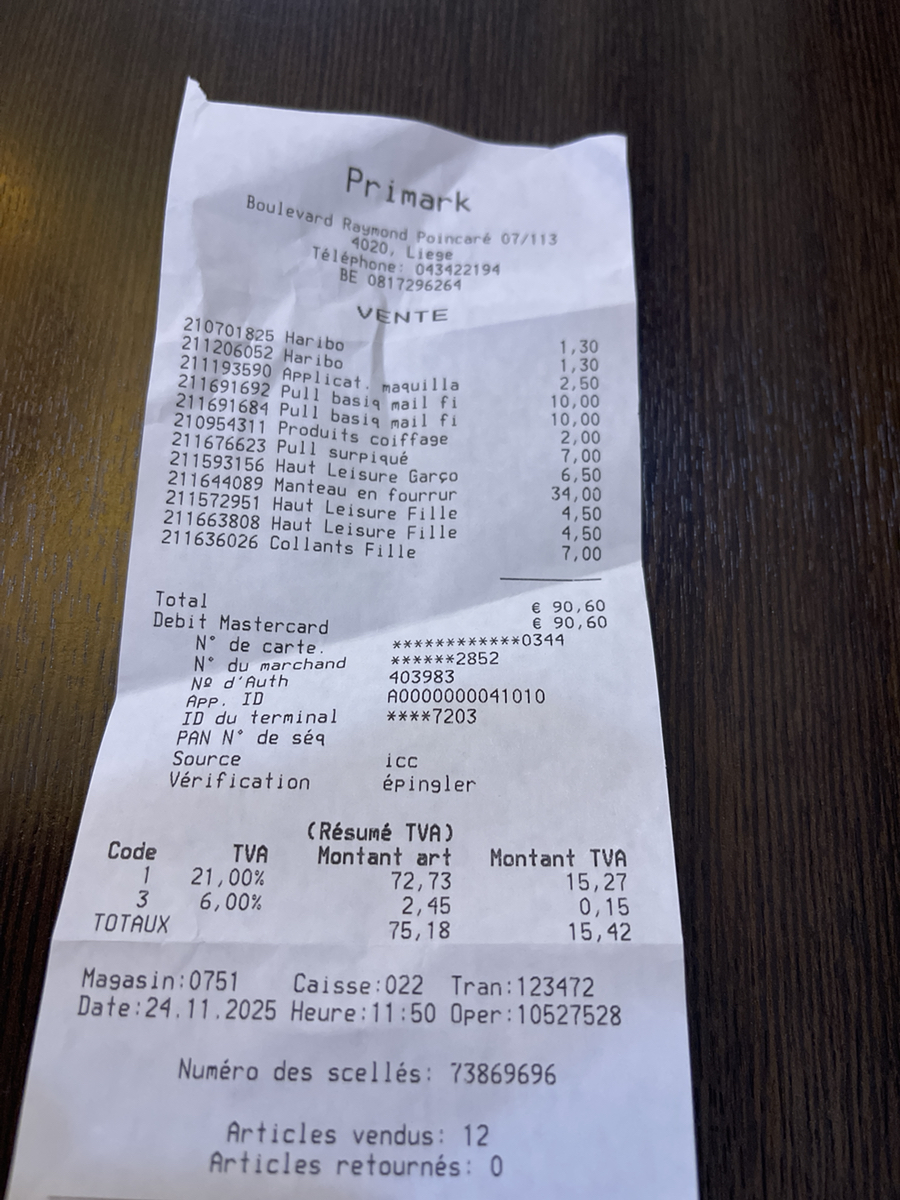 Primark
Boulevard Raymond Poincaré 07/113
4020, Liege
Téléphone: 043422194
BE 0817296264
VENTE
210701825 Haribo 1,30
211206052 Haribo 1,30
211193590 Applicat. maquilla 2,50
211691692 Pull basiq mail fi 10,00
211691684 Pull basiq mail fi 10,00
210954311 Produits coiffage 2,00
211676623 Pull surpiqué 7,00
211593156 Haut Leisure Garço 6,50
211644089 Manteau en fourrur 34,00
211572951 Haut Leisure Fille 4,50
211663808 Haut Leisure Fille 4,50
211636026 Collants Fille 7,00
Total € 90,60
Debit Mastercard € 90,60
N° de carte. ************0344
N° du marchand ******2852
Nº d'Auth 403983
App. ID A0000000041010
ID du terminal ****7203
PAN N° de séq
Source icc
Vérification épingler
(Résumé TVA)
Code TVA Montant art Montant TVA
1 21,00% 72,73 15,27
3 6,00% 2,45 0,15
TOTAUX 75,18 15,42
Magasin:0751 Caisse:022 Tran:123472
Date:24.11.2025 Heure:11:50 Oper:10527528
Numéro des scellés: 73869696
Articles vendus: 12
Articles retournés: 0